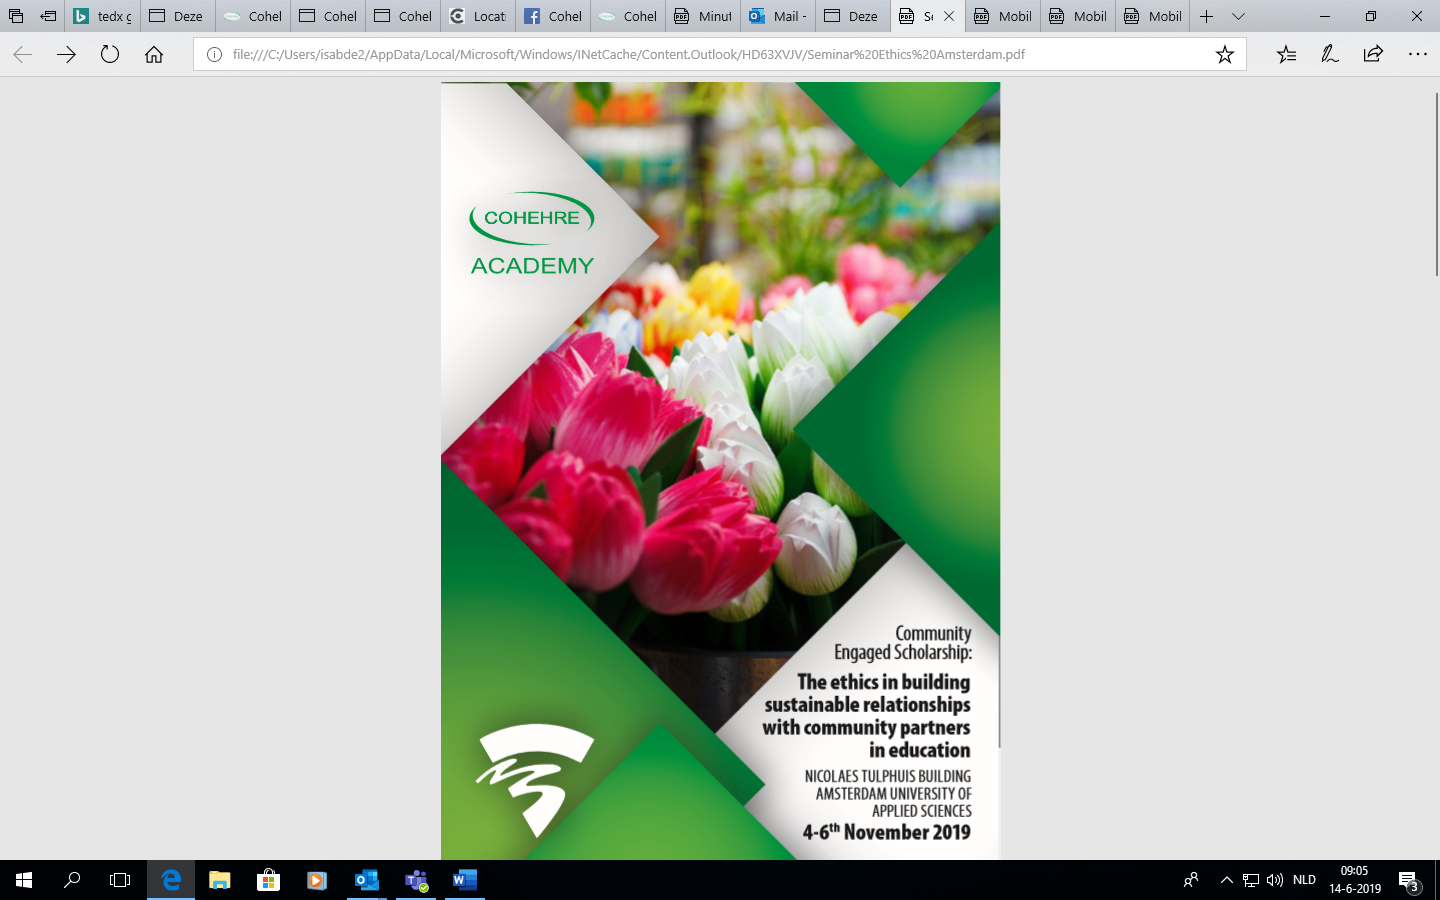 tedx g
Deze
Cohel
Cohel
Cohel
Locati
Cohel
Cohel
Minut
Mail -
Deze
Se
Mobil
Mobil
Mobil
file:///C:/Users/isabde2/AppData/Local/Microsoft/Windows/INetCache/Content.Outlook/HD63XVJV/Seminar%20Ethics%20Amsterdam.pdf
COHEHRE
ACADEMY
Community
Engaged Scholarship:
The ethics in building
sustainable relationships
with community partners
in education
NICOLAES TULPHUIS BUILDING
AMSTERDAM UNIVERSITY OF
APPLIED SCIENCES
4-6th November 2019
NLD
09:05
14-6-2019
3